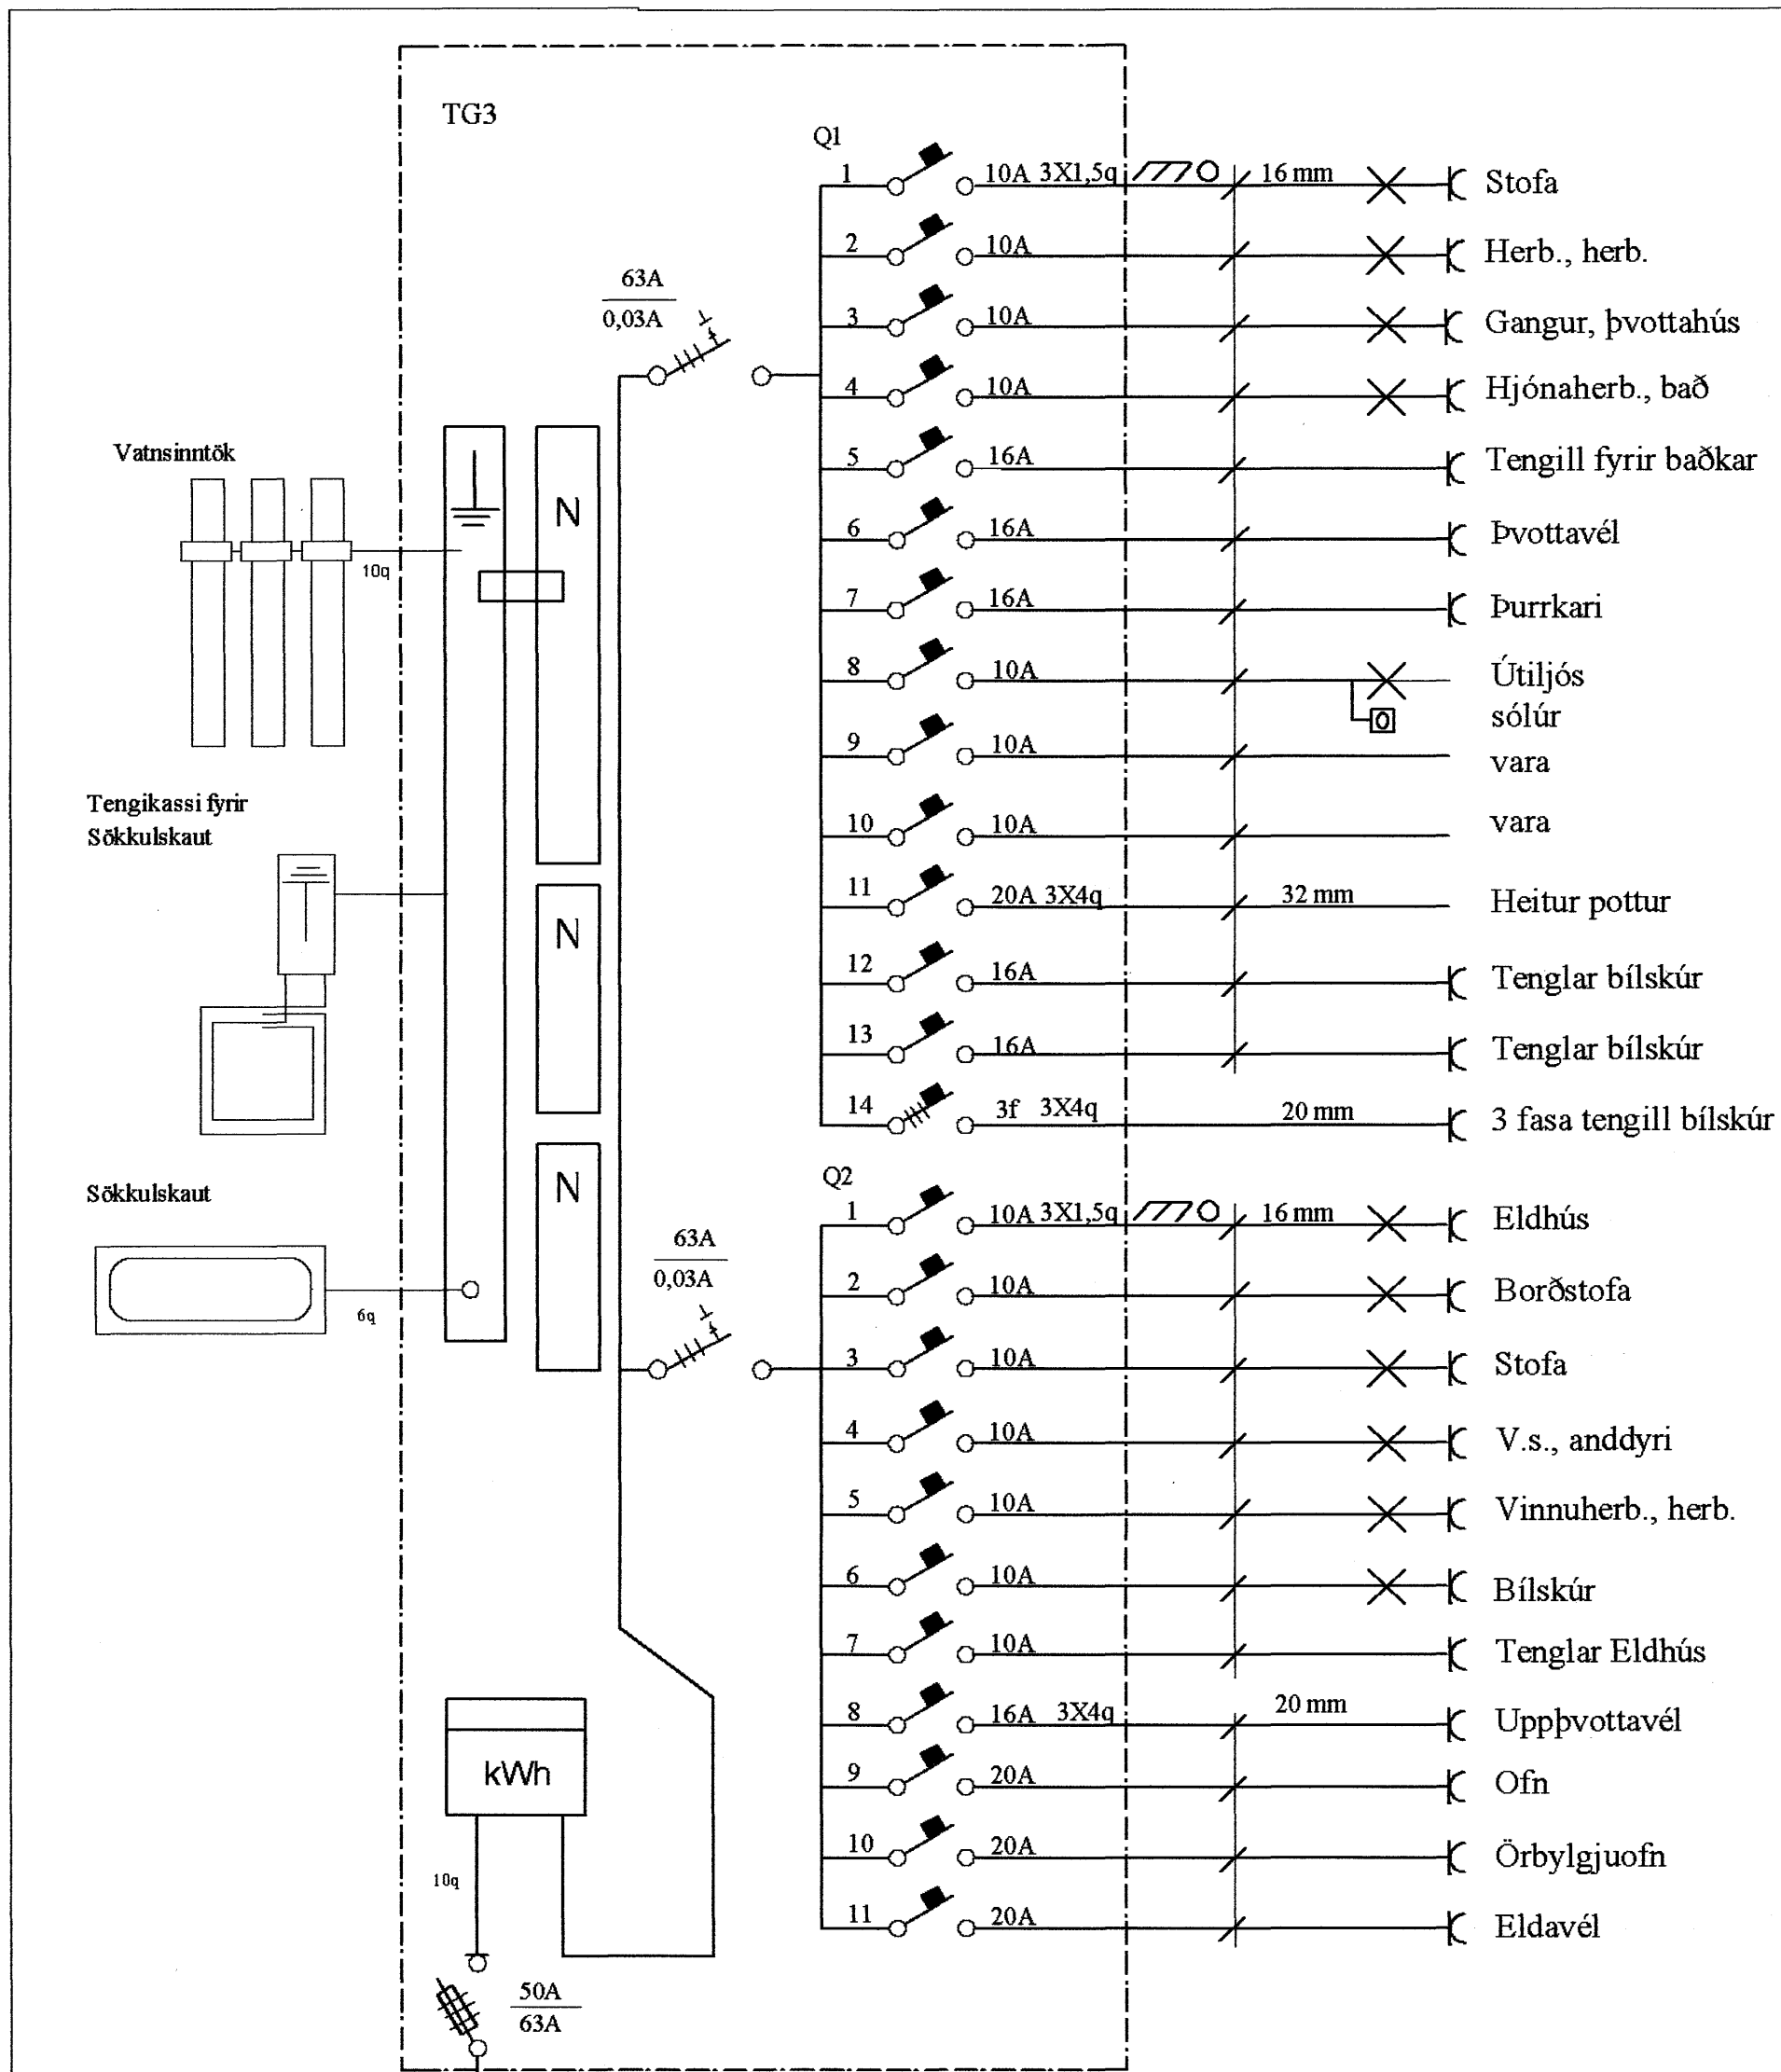 TG3
Q1
1 10A 3X1,5q 16 mm Stofa
2 10A Herb., herb.
63A
0,03A
3 10A Gangur, þvottahús
4 10A Hjónaherb., bað
Vatnsinntök
5 16A Tengill fyrir baðkar
N
6 16A Þvottavél
10q
7 16A Þurrkari
8 10A Útiljós
sólúr
9 10A vara
Tengikassi fyrir
Sökkulskaut
10 10A vara
11 20A 3X4q 32 mm Heitur pottur
N
12 16A Tenglar bílskúr
13 16A Tenglar bílskúr
14 3f 3X4q 20 mm 3 fasa tengill bílskúr
N
Q2
Sökkulskaut
1 10A 3X1,5q 16 mm Eldhús
63A
0,03A
2 10A Borðstofa
6q
3 10A Stofa
4 10A V.s., anddyri
5 10A Vinnuherb., herb.
6 10A Bílskúr
7 10A Tenglar Eldhús
8 16A 3X4q 20 mm Uppþvottavél
kWh
9 20A Ofn
10 20A Örbylgjuofn
10q
11 20A Eldavél
50A
63A